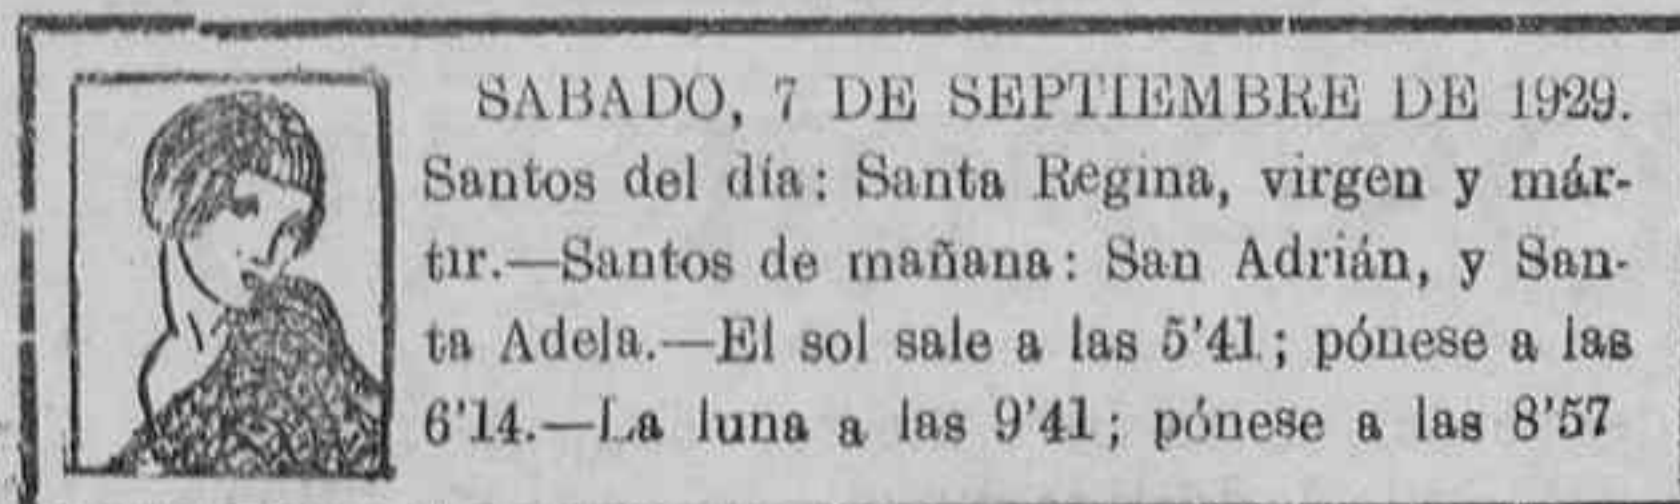 SABADO, 7 DE SEPTIEMBRE DE 1929.
Santos del día: Santa Regina, virgen y már-
tir.—Santos de mañana: San Adrián, y San-
ta Adela.—El sol sale a las 5'41; pónese a las
6'14.—La luna a las 9'41; pónese a las 8'57